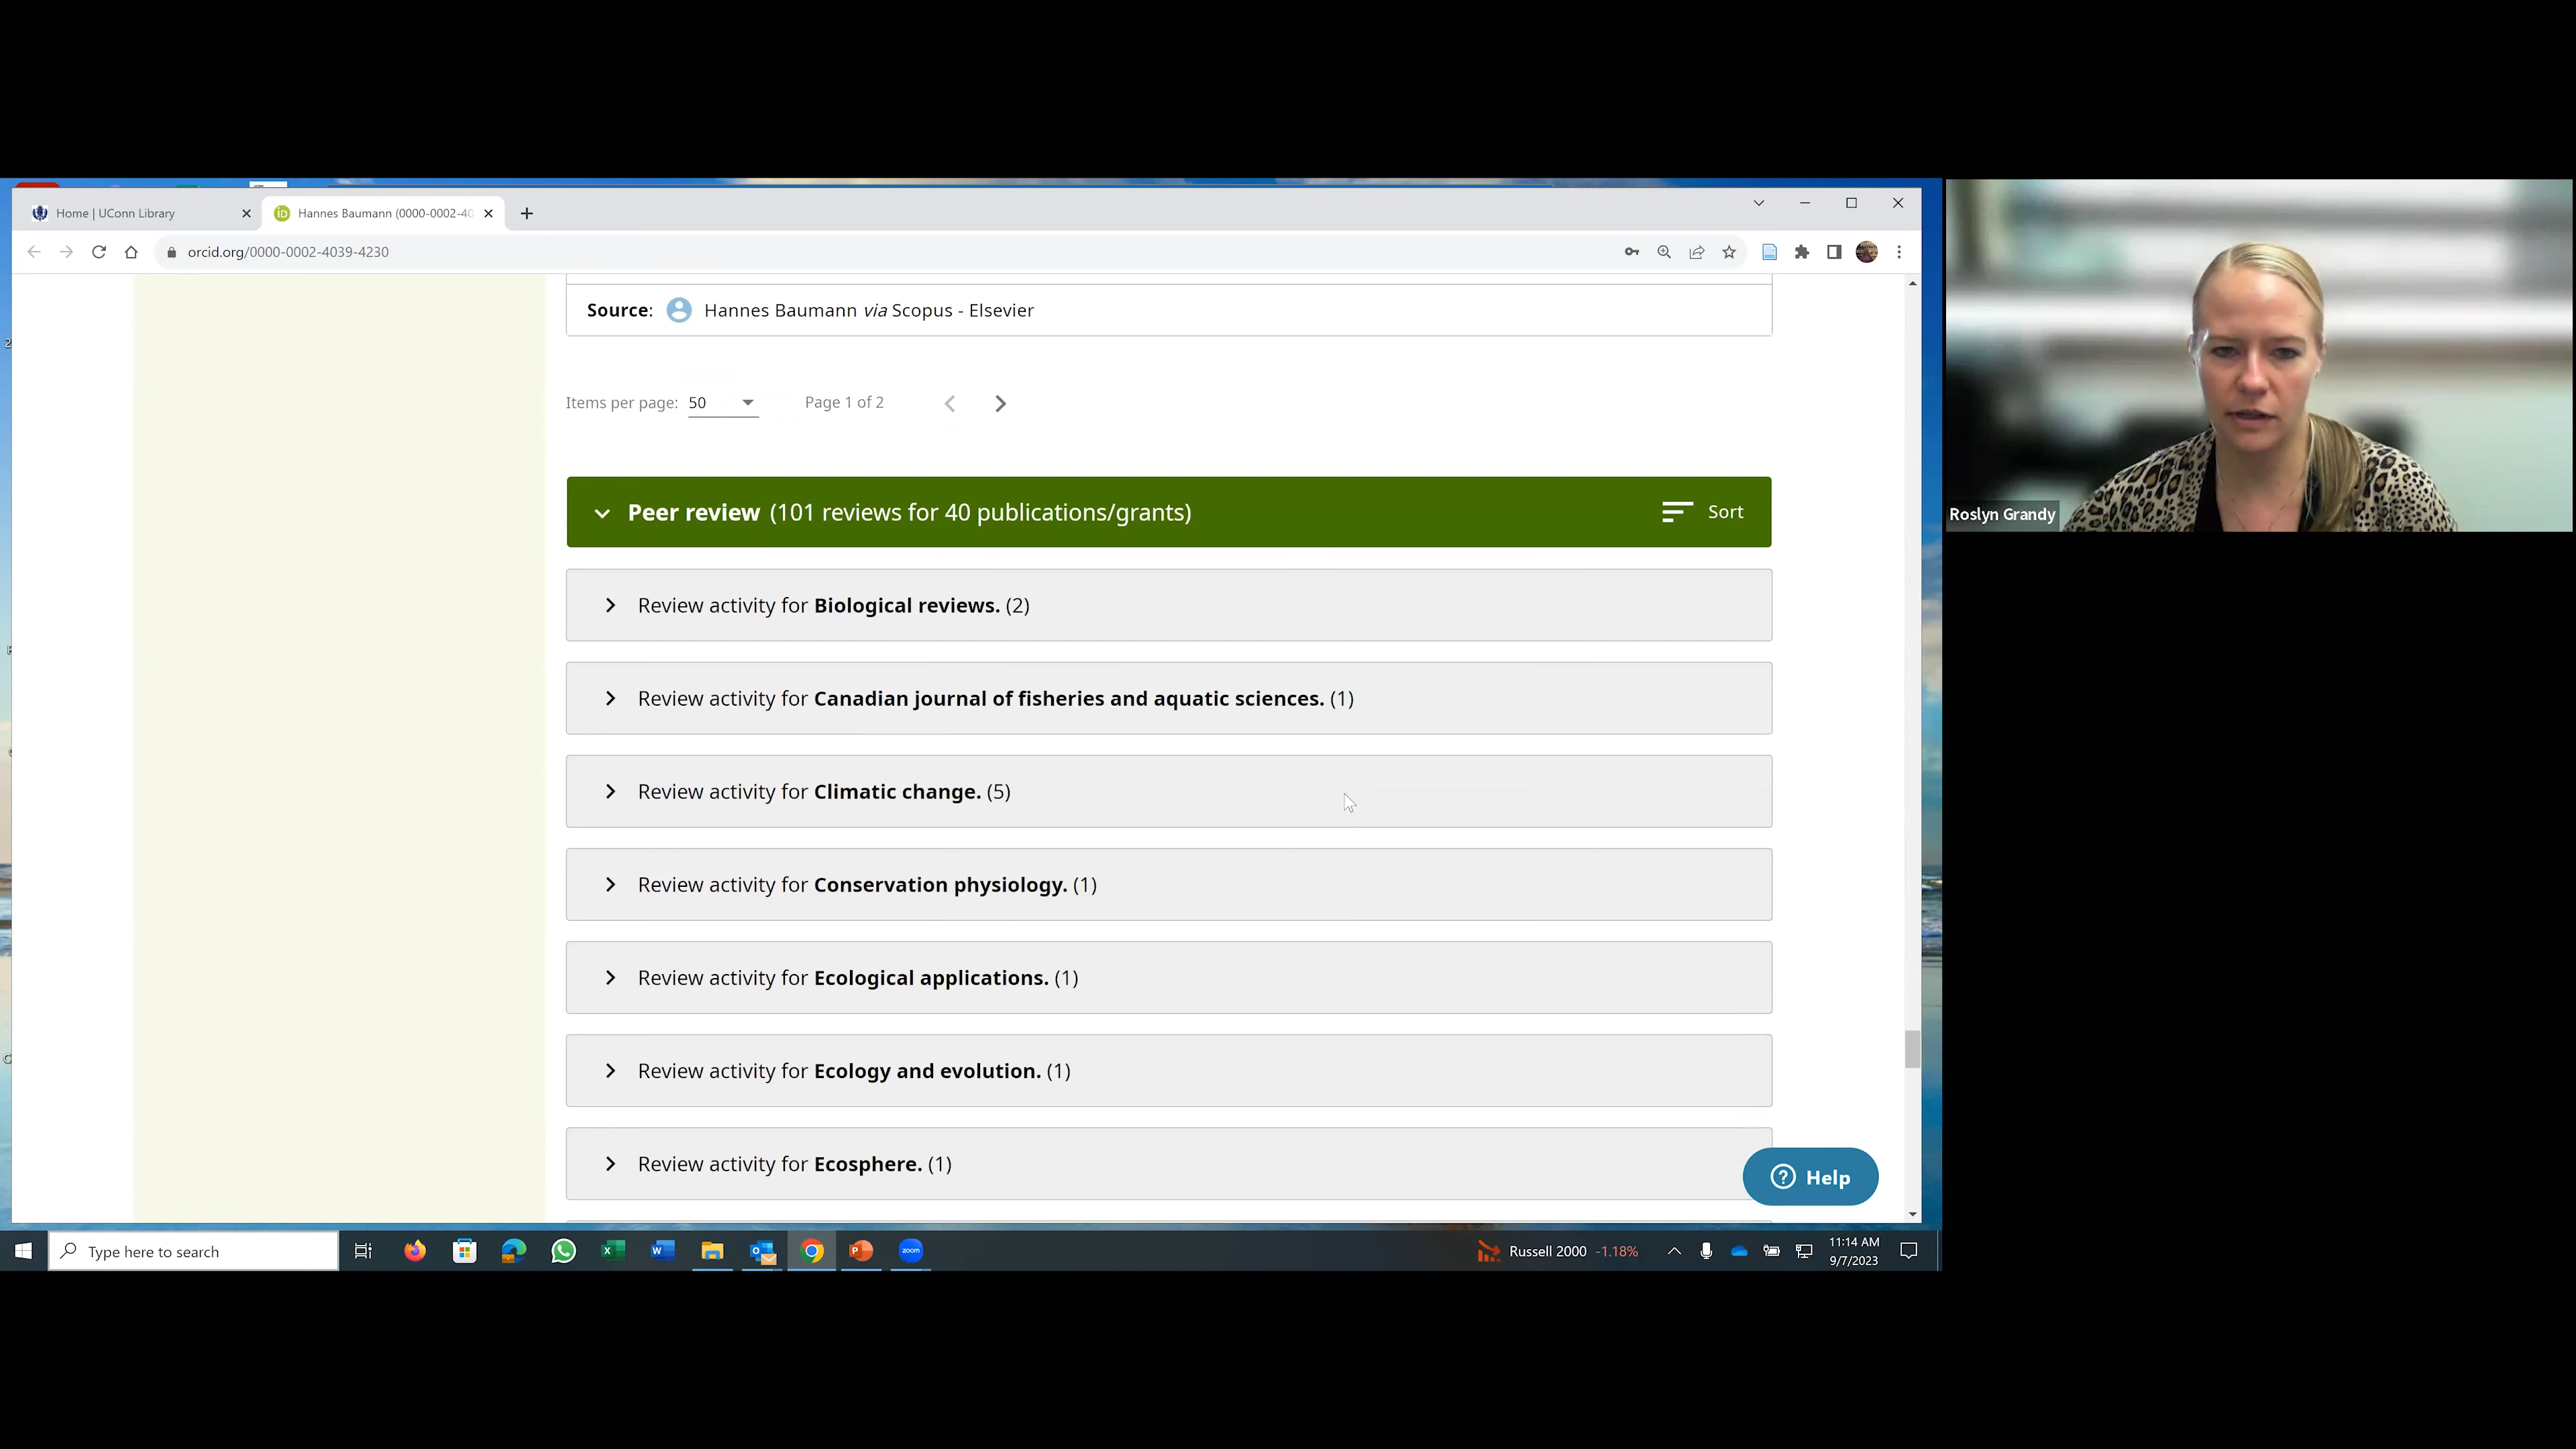 Home | UConn Library
Hannes Baumann (0000-0002-40
orcid.org/0000-0002-4039-4230
Source: Hannes Baumann via Scopus - Elsevier
Items per page: 50 Page 1 of 2
Peer review (101 reviews for 40 publications/grants) Sort
Review activity for Biological reviews. (2)
Review activity for Canadian journal of fisheries and aquatic sciences. (1)
Review activity for Climatic change. (5)
Review activity for Conservation physiology. (1)
Review activity for Ecological applications. (1)
Review activity for Ecology and evolution. (1)
Review activity for Ecosphere. (1)
Help
Roslyn Grandy
Type here to search
zoom
Russell 2000 -1.18%
11:14 AM
9/7/2023